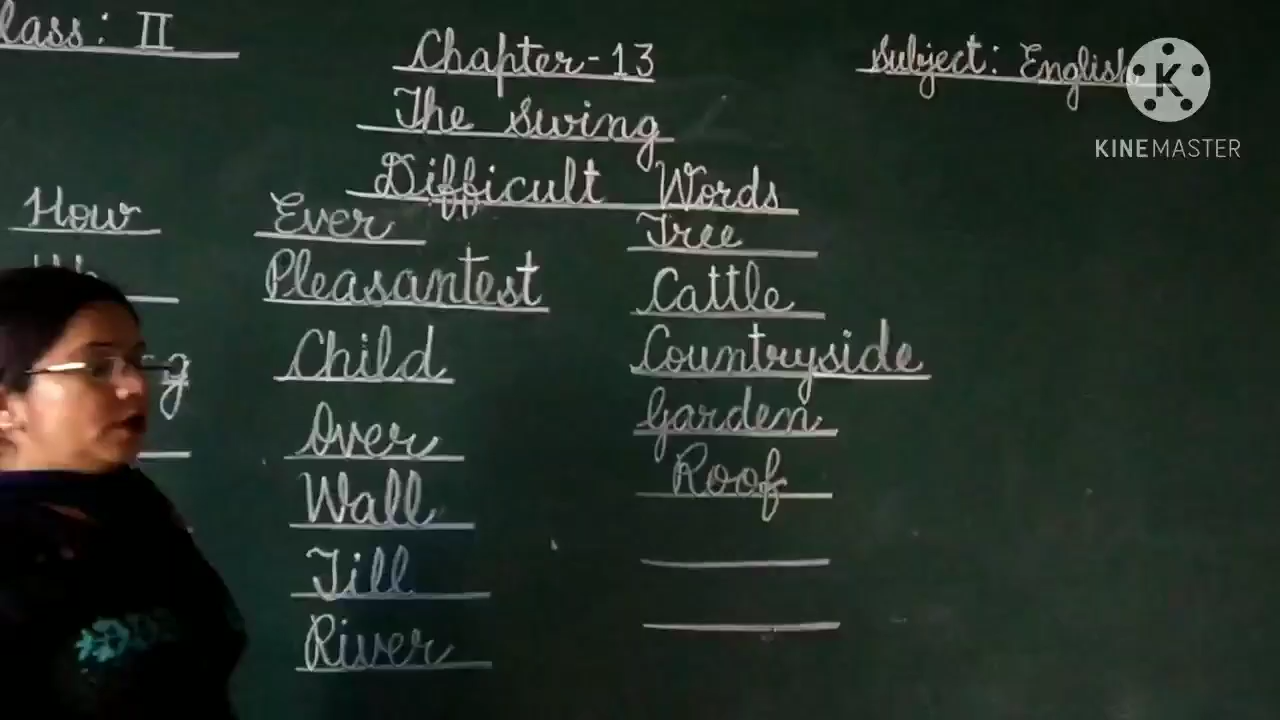 lass: II
Chapter-13
Subject: English
The Swing
Difficult Words
How
Ever
Pleasantest
Child
Over
Wall
Till
River
Tree
Cattle
Countryside
Garden
Roof
KINEMASTER